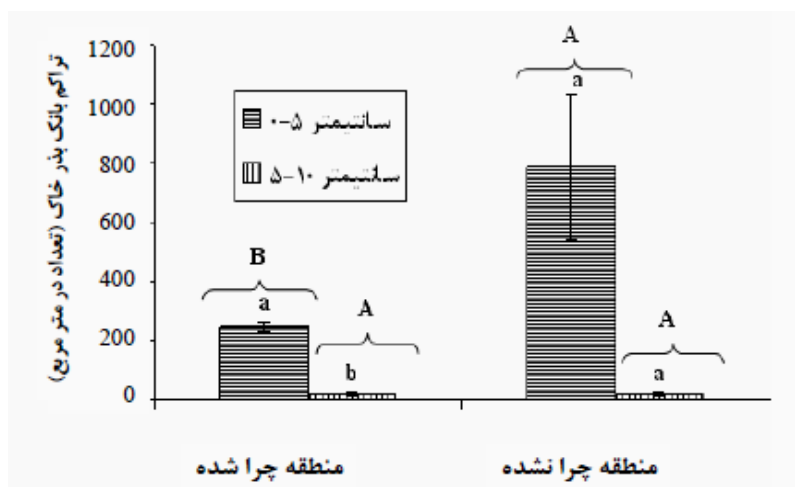 تراکم بانک بذر خاک (تعداد در متر مربع)
1200
1000
800
600
400
200
0
سانتیمتر ۵-۰
سانتیمتر ۱۰-۵
B
a
A
b
A
a
A
a
منطقه چرا شده
منطقه چرا نشده